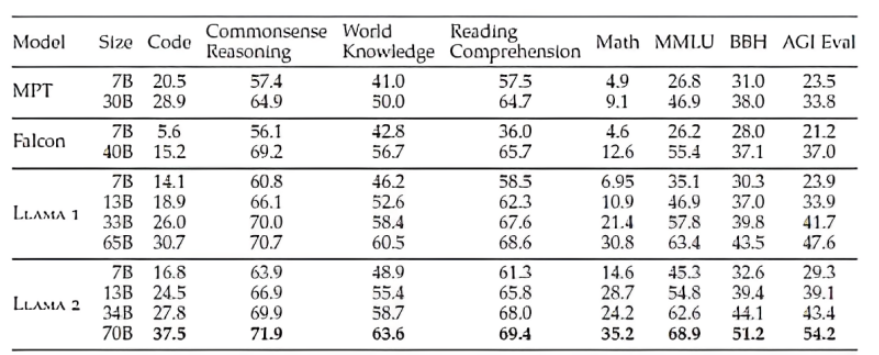 Model Size Code Commonsense Reasoning World Knowledge Reading Comprehension Math MMLU BBH AGI Eval
MPT 7B 20.5 57.4 41.0 57.5 4.9 26.8 31.0 23.5
30B 28.9 64.9 50.0 64.7 9.1 46.9 38.0 33.8
Falcon 7B 5.6 56.1 42.8 36.0 4.6 26.2 28.0 21.2
40B 15.2 69.2 56.7 65.7 12.6 55.4 37.1 37.0
LLAMA 1 7B 14.1 60.8 46.2 58.5 6.95 35.1 30.3 23.9
13B 18.9 66.1 52.6 62.3 10.9 46.9 37.0 33.9
33B 26.0 70.0 58.4 67.6 21.4 57.8 39.8 41.7
65B 30.7 70.7 60.5 68.6 30.8 63.4 43.5 47.6
LLAMA 2 7B 16.8 63.9 48.9 61.3 14.6 45.3 32.6 29.3
13B 24.5 66.9 55.4 65.8 28.7 54.8 39.4 39.1
34B 27.8 69.9 58.7 68.0 24.2 62.6 44.1 43.4
70B 37.5 71.9 63.6 69.4 35.2 68.9 51.2 54.2